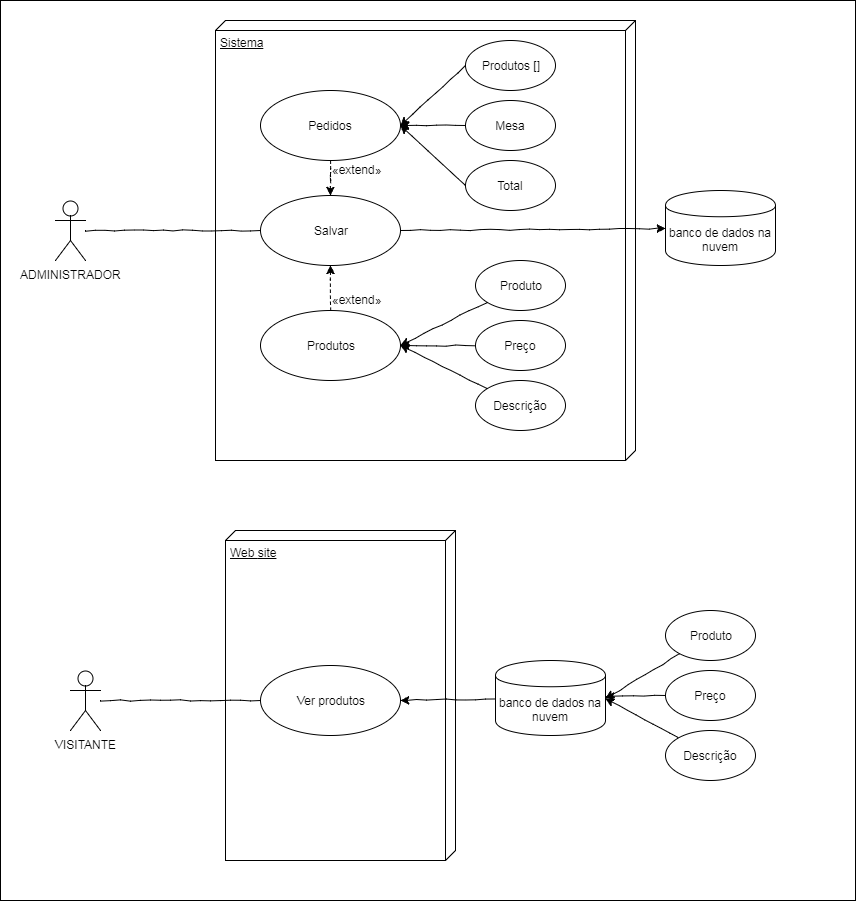 Sistema
Produtos []
Pedidos
Mesa
«extend»
Total
Salvar
banco de dados na
nuvem
ADMINISTRADOR
Produto
«extend»
Produtos
Preço
Descrição
Web site
Produto
Ver produtos
banco de dados na
nuvem
Preço
VISITANTE
Descrição